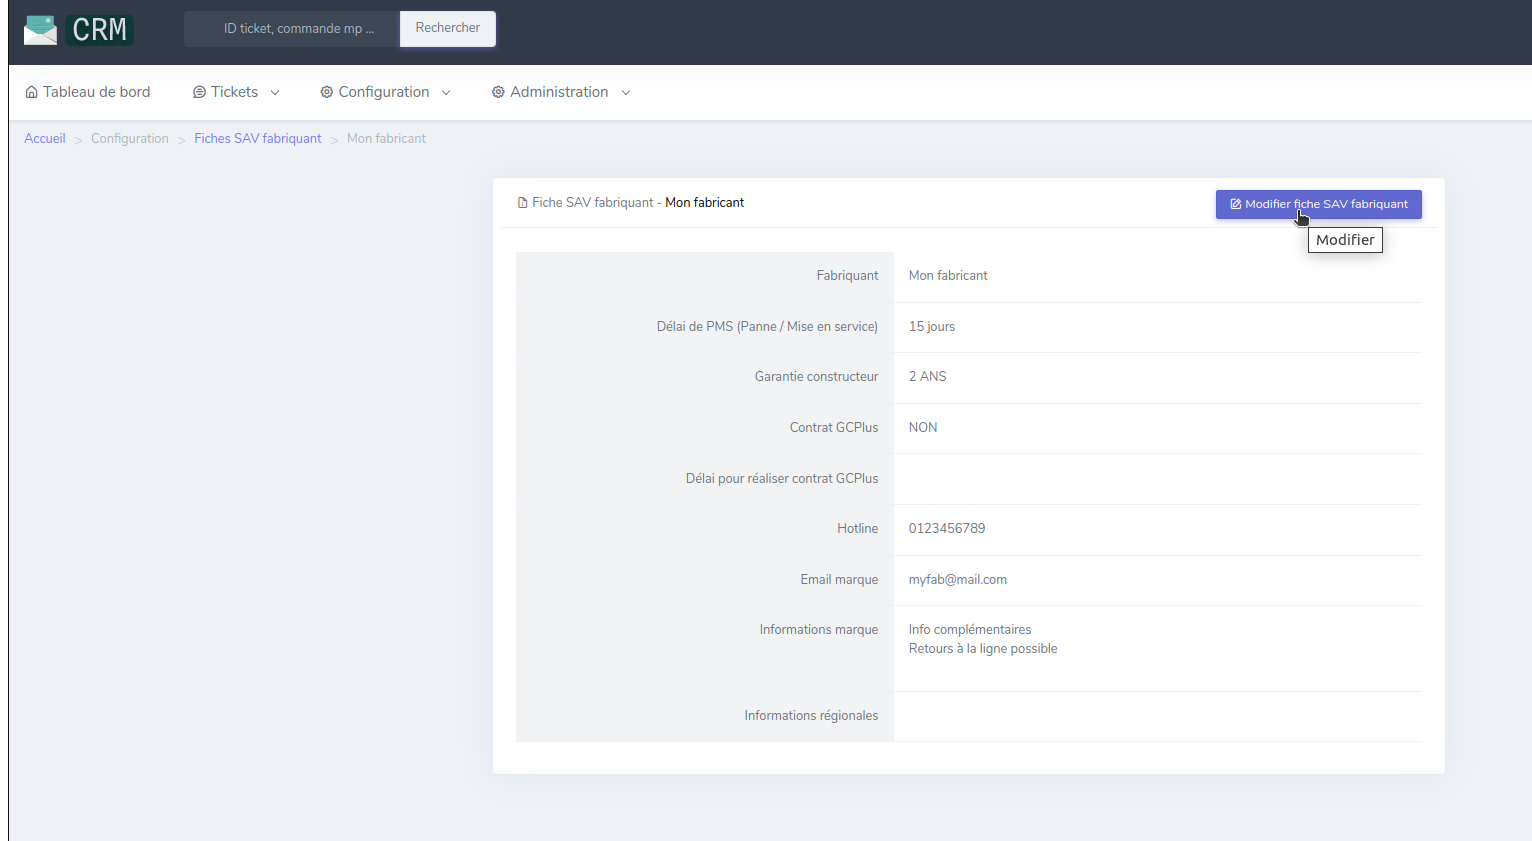 CRM
ID ticket, commande mp ...
Rechercher
Tableau de bord
Tickets
Configuration
Administration
Accueil > Configuration > Fiches SAV fabriquant > Mon fabricant
Fiche SAV fabriquant - Mon fabricant
Modifier fiche SAV fabriquant
Modifier
Fabriquant Mon fabricant
Délai de PMS (Panne / Mise en service) 15 jours
Garantie constructeur 2 ANS
Contrat GCPlus NON
Délai pour réaliser contrat GCPlus
Hotline 0123456789
Email marque myfab@mail.com
Informations marque Info complémentaires
Retours à la ligne possible
Informations régionales